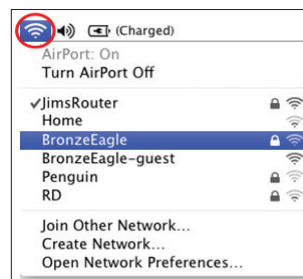 (Charged)
AirPort: On
Turn AirPort Off
✓JimsRouter
Home
BronzeEagle
BronzeEagle-guest
Penguin
RD
Join Other Network...
Create Network...
Open Network Preferences...